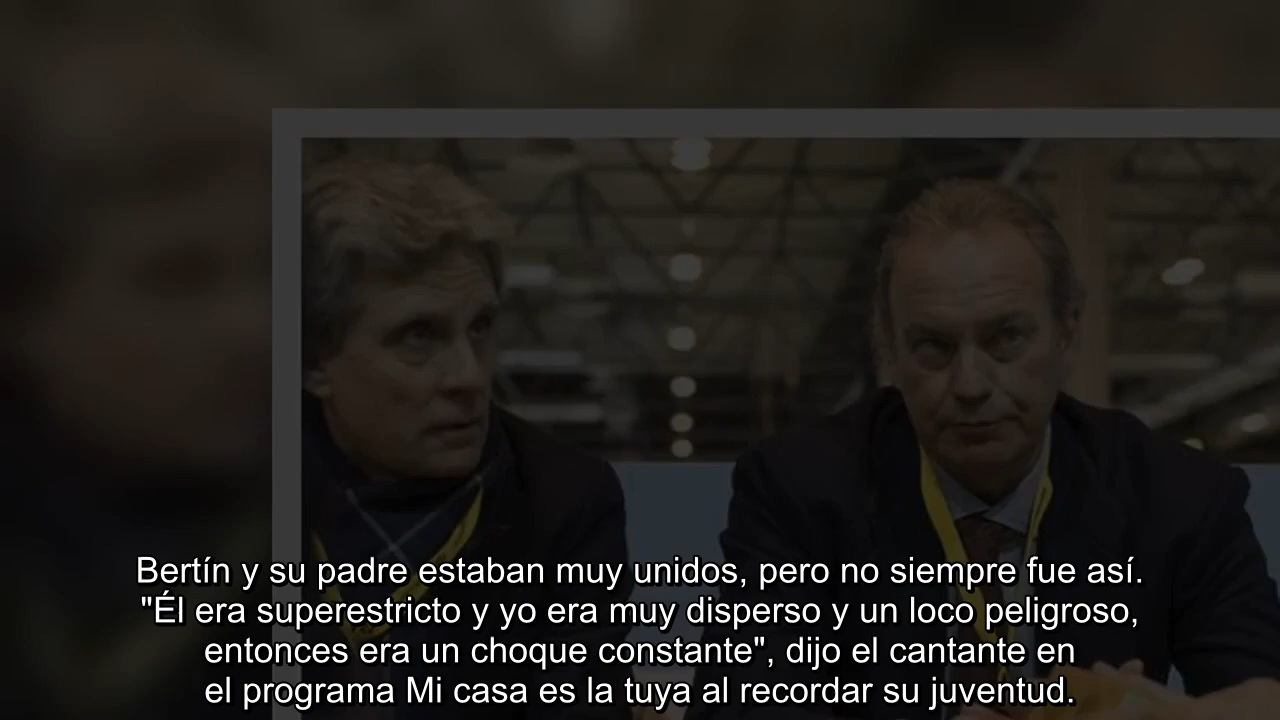 Bertín y su padre estaban muy unidos, pero no siempre fue así.
"Él era superestricto y yo era muy disperso y un loco peligroso,
entonces era un choque constante", dijo el cantante en
el programa Mi casa es la tuya al recordar su juventud.